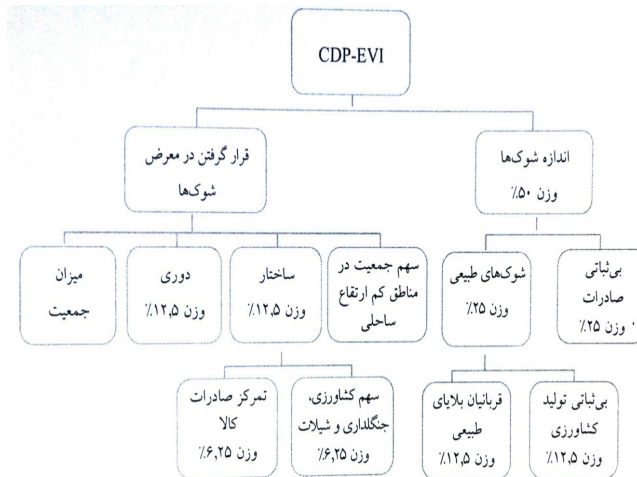 CDP-EVI
اندازه شوک‌ها
وزن ۵۰٪
قرار گرفتن در معرض
شوک‌ها
بی‌ثباتی
صادرات
وزن ۲۵٪
شوک‌های طبیعی
وزن ۲۵٪
سهم جمعیت در
مناطق کم ارتفاع
ساحلی
ساختار
وزن ۱۲,۵٪
دوری
وزن ۱۲,۵٪
میزان
جمعیت
بی‌ثباتی تولید
کشاورزی
وزن ۱۲,۵٪
قربانیان بلایای
طبیعی
وزن ۱۲,۵٪
سهم کشاورزی،
جنگلداری و شیلات
وزن ۶,۲۵٪
تمرکز صادرات
کالا
وزن ۶,۲۵٪